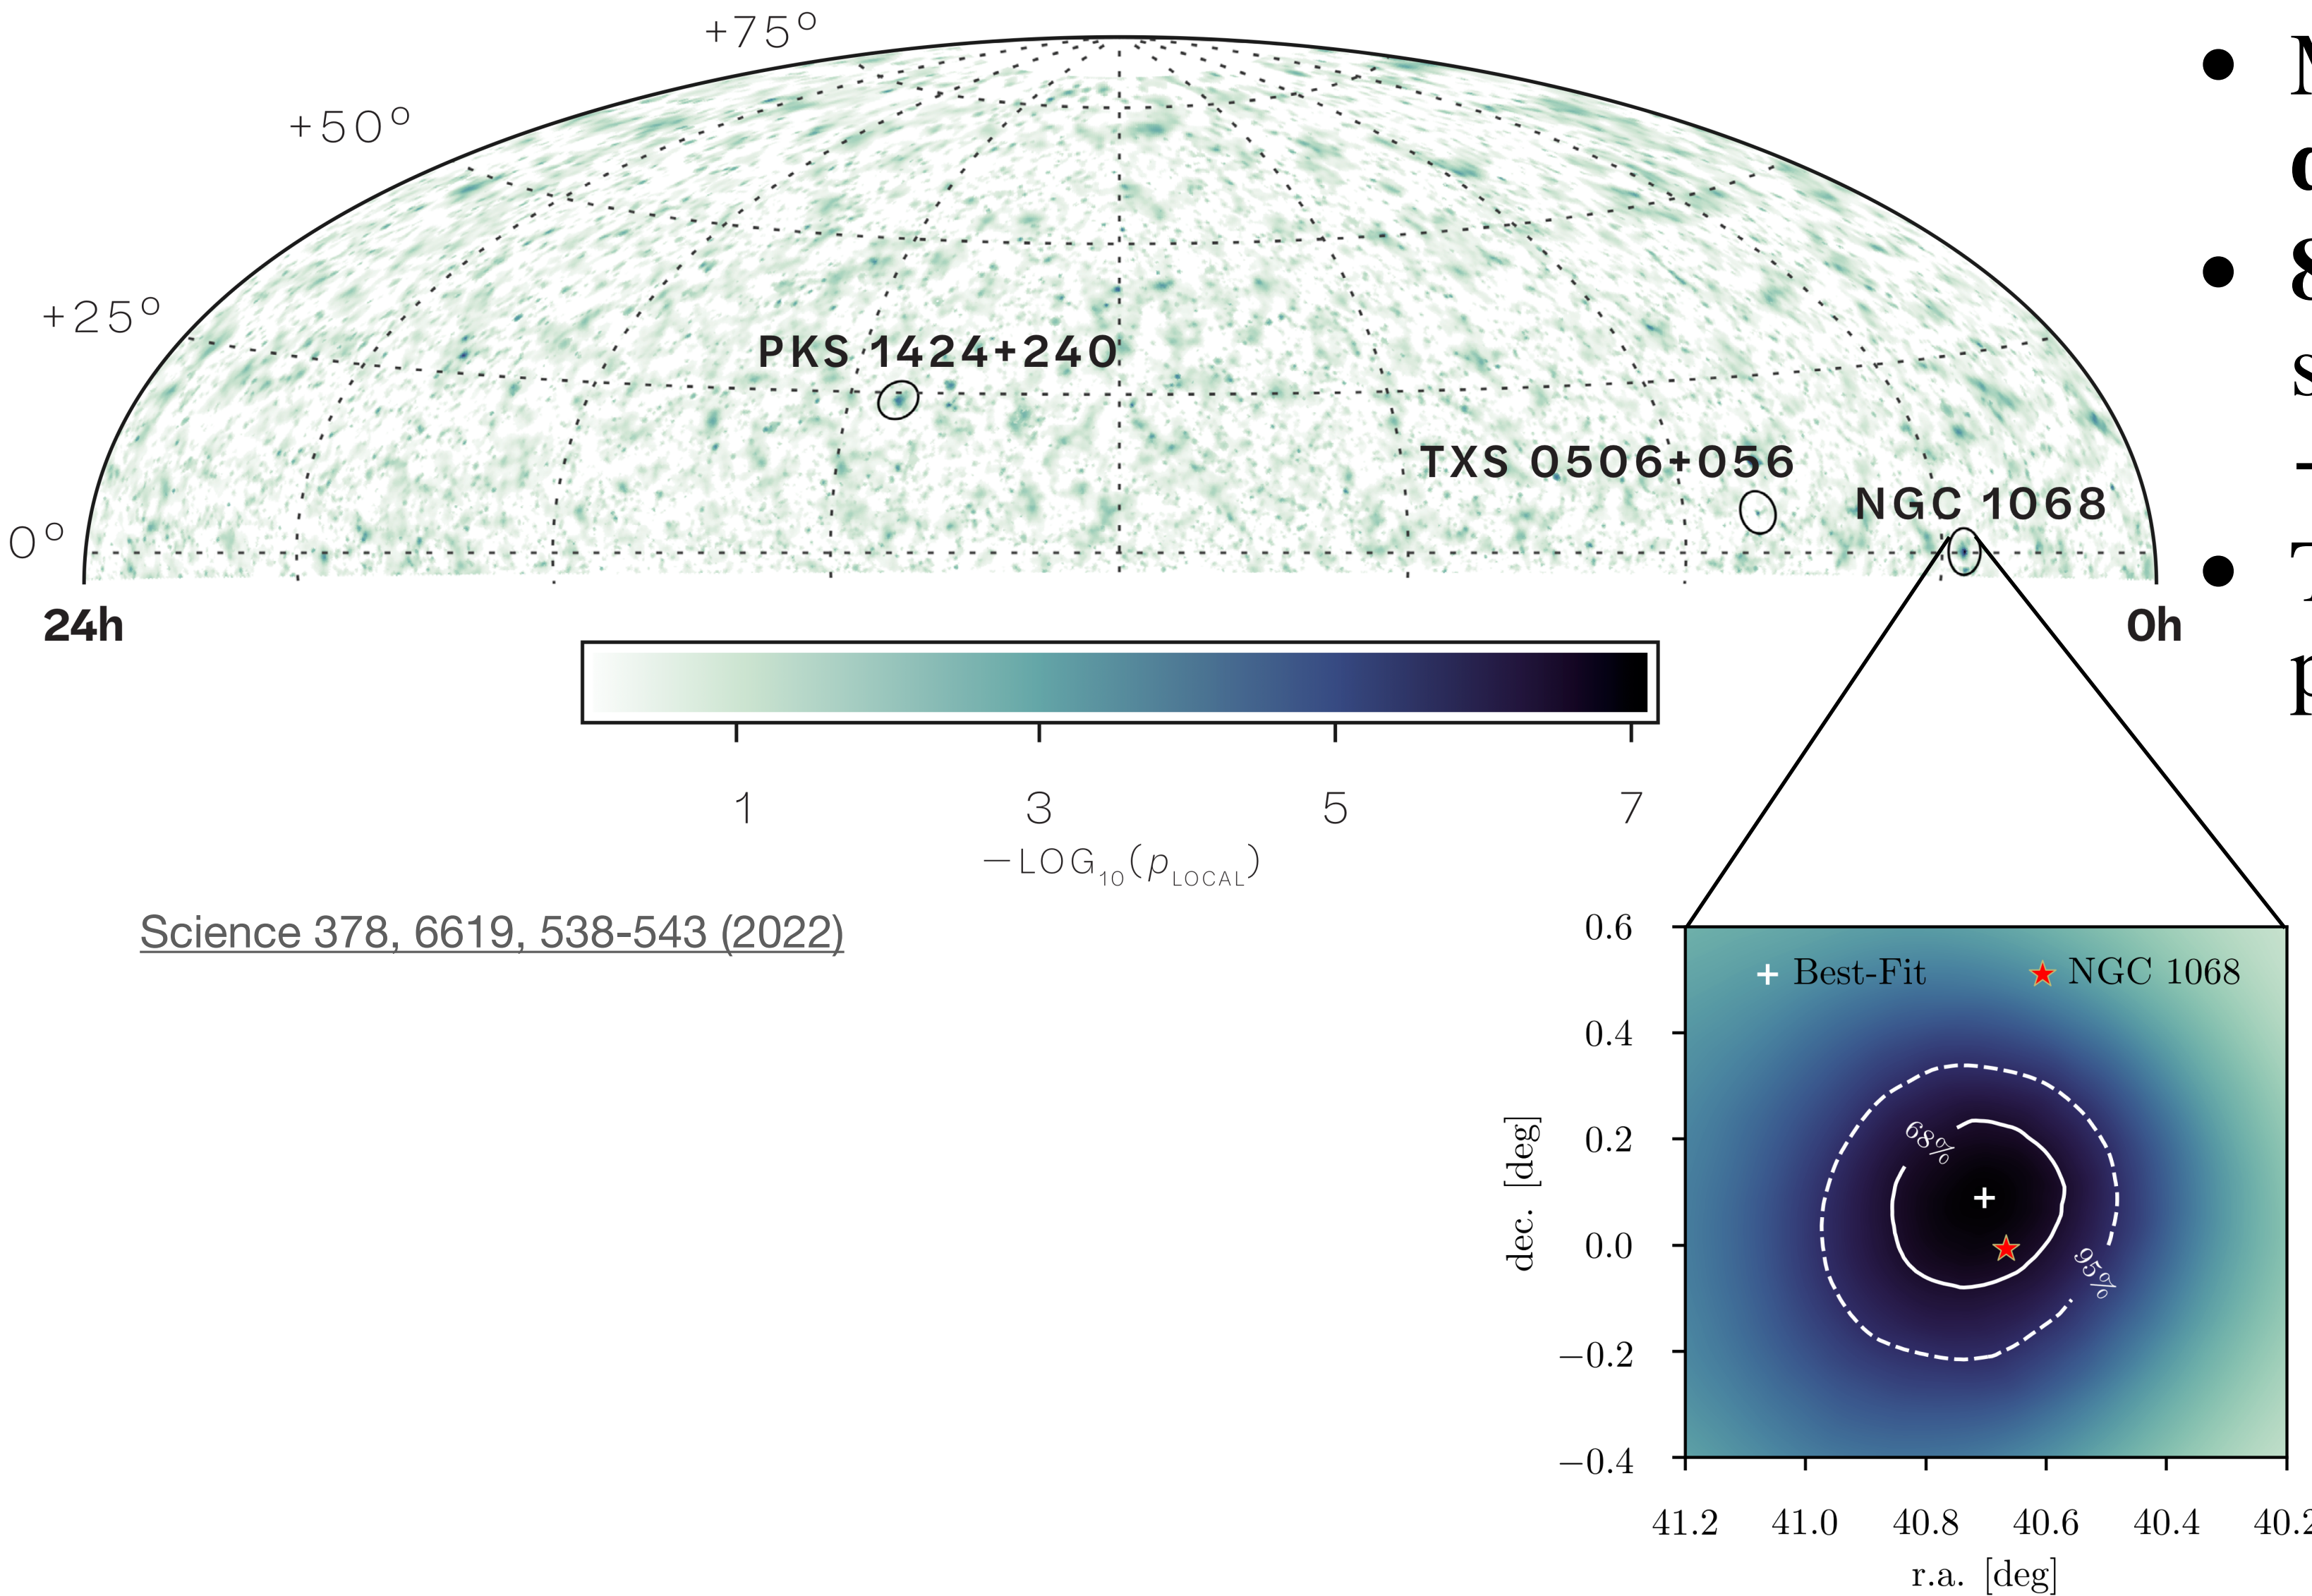 +75°
+50°
+25°
0°
PKS 1424+240
TXS 0506+056
NGC 1068
24h
0h
1 3 5 7
−LOG10(pLOCAL)
Science 378, 6619, 538-543 (2022)
Best-Fit NGC 1068
68%
95%
dec. [deg]
0.6
0.4
0.2
0.0
−0.2
−0.4
41.2 41.0 40.8 40.6 40.4 40.2
r.a. [deg]